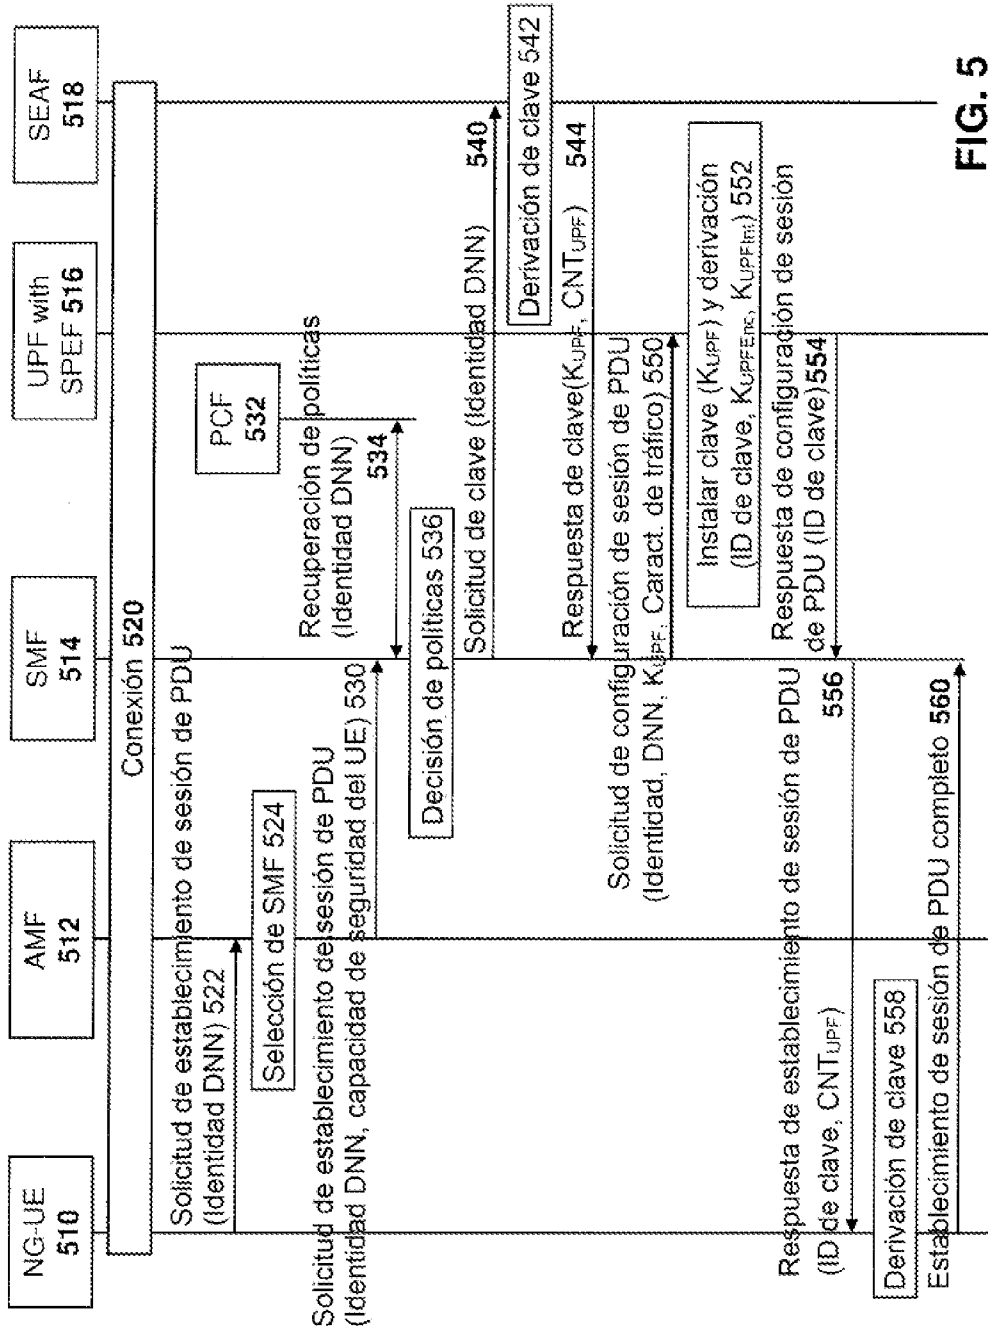 NG-UE
510
AMF
512
SMF
514
UPF with
SPEF 516
SEAF
518
Conexión 520
Solicitud de establecimiento de sesión de PDU
(Identidad DNN) 522
Selección de SMF 524
Solicitud de establecimiento de sesión de PDU
(Identidad DNN, capacidad de seguridad del UE) 530
PCF
532
Recuperación de políticas
(Identidad DNN)
534
Decisión de políticas 536
Solicitud de clave (Identidad DNN)
540
Derivación de clave 542
Respuesta de clave(KUPF, CNTUPF) 544
Solicitud de configuración de sesión de PDU
(Identidad, DNN, KUPF, Caract. de tráfico) 550
Instalar clave (KUPF) y derivación
(ID de clave, KUPFEnc, KUPFInt) 552
Respuesta de configuración de sesión
de PDU (ID de clave)554
Respuesta de establecimiento de sesión de PDU
(ID de clave, CNTUPF)
556
Derivación de clave 558
Establecimiento de sesión de PDU completo 560
FIG. 5